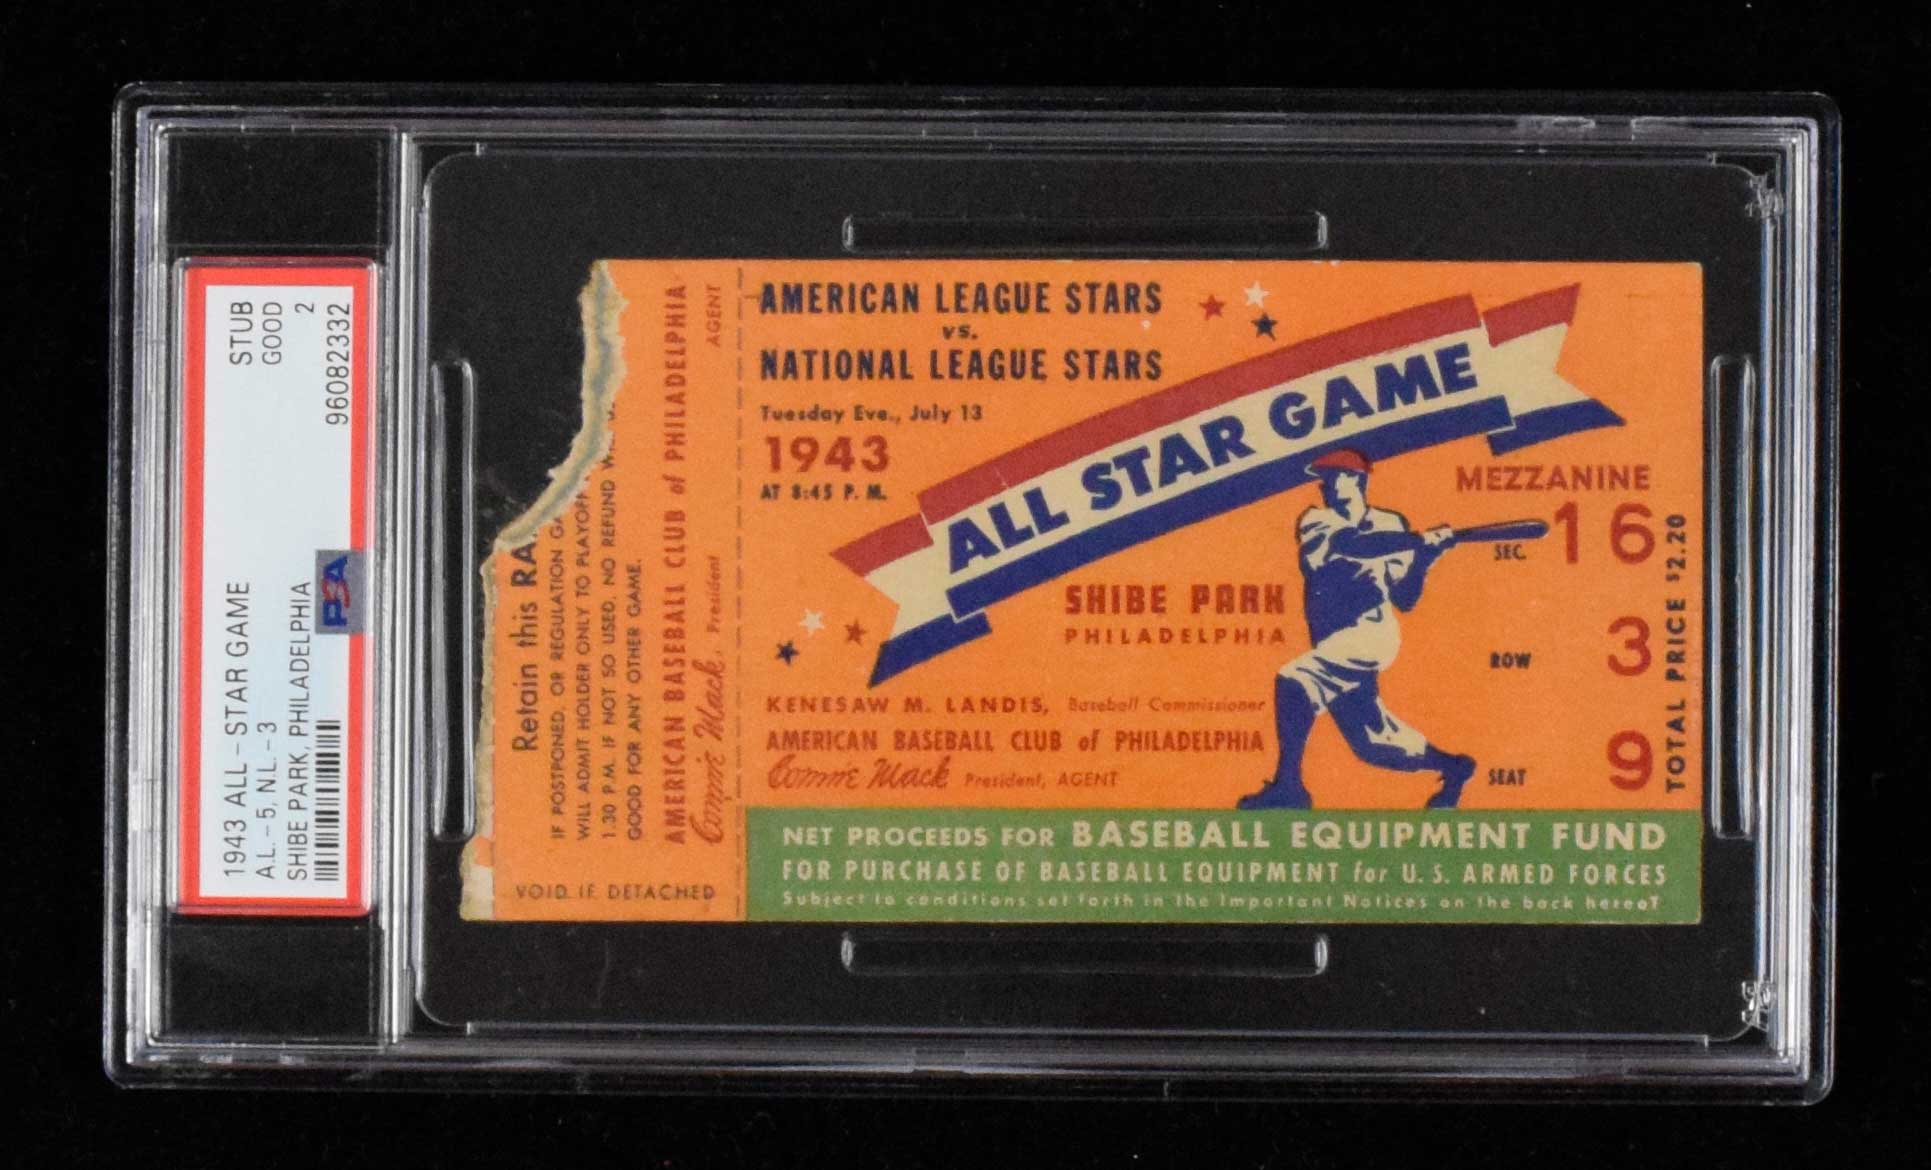 1943 ALL-STAR GAME STUB
A.L.-5, N.L.-3 GOOD
SHIBE PARK, PHILADELPHIA 2
96082332
PSA
Retain this RA
IF POSTPONED, OR REGULATION GA
WILL ADMIT HOLDER ONLY TO PLAYOFF
1:30 P.M. IF NOT SO USED, NO REFUND
GOOD FOR ANY OTHER GAME.
AMERICAN BASEBALL CLUB of PHILADELPHIA
Connie Mack, President AGENT
VOID IF DETACHED
AMERICAN LEAGUE STARS
vs.
NATIONAL LEAGUE STARS
Tuesday Eve., July 13
1943
AT 8:45 P. M.
ALL STAR GAME
SHIBE PARK
PHILADELPHIA
KENESAW M. LANDIS, Baseball Commissioner
AMERICAN BASEBALL CLUB of PHILADELPHIA
Connie Mack President, AGENT
MEZZANINE
SEC. 16
ROW 3
SEAT 9
TOTAL PRICE $2.20
NET PROCEEDS FOR BASEBALL EQUIPMENT FUND
FOR PURCHASE OF BASEBALL EQUIPMENT for U. S. ARMED FORCES
Subject to conditions set forth in the Important Notices on the back hereof